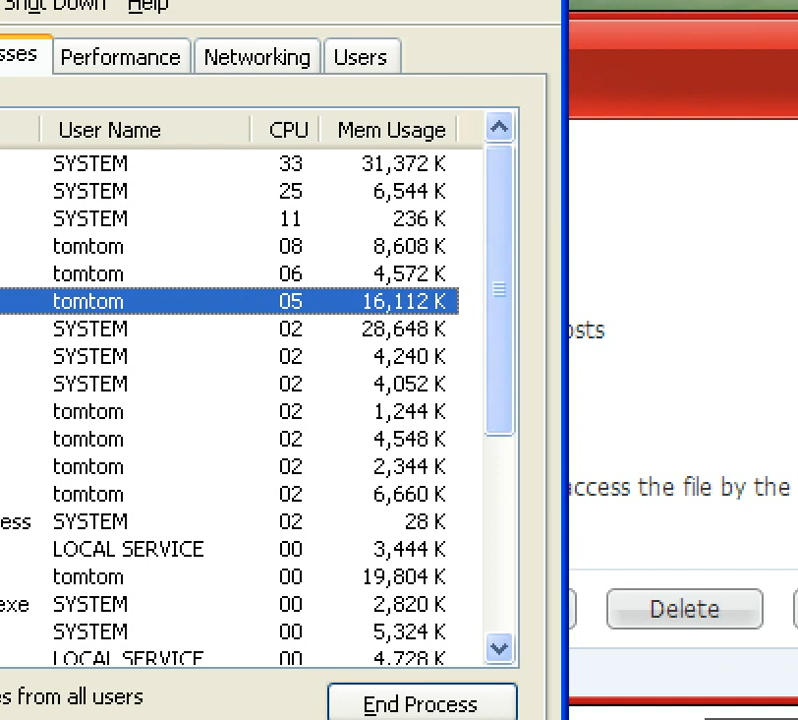 Shut Down Help
sses Performance Networking Users
User Name CPU Mem Usage
SYSTEM 33 31,372 K
SYSTEM 25 6,544 K
SYSTEM 11 236 K
tomtom 08 8,608 K
tomtom 06 4,572 K
tomtom 05 16,112 K
SYSTEM 02 28,648 K
osts
SYSTEM 02 4,240 K
SYSTEM 02 4,052 K
tomtom 02 1,244 K
tomtom 02 4,548 K
tomtom 02 2,344 K
tomtom 02 6,660 K
access the file by the
ess SYSTEM 02 28 K
LOCAL SERVICE 00 3,444 K
tomtom 00 19,804 K
exe SYSTEM 00 2,820 K
Delete
SYSTEM 00 5,324 K
LOCAL SERVICE 00 4,728 K
es from all users
End Process